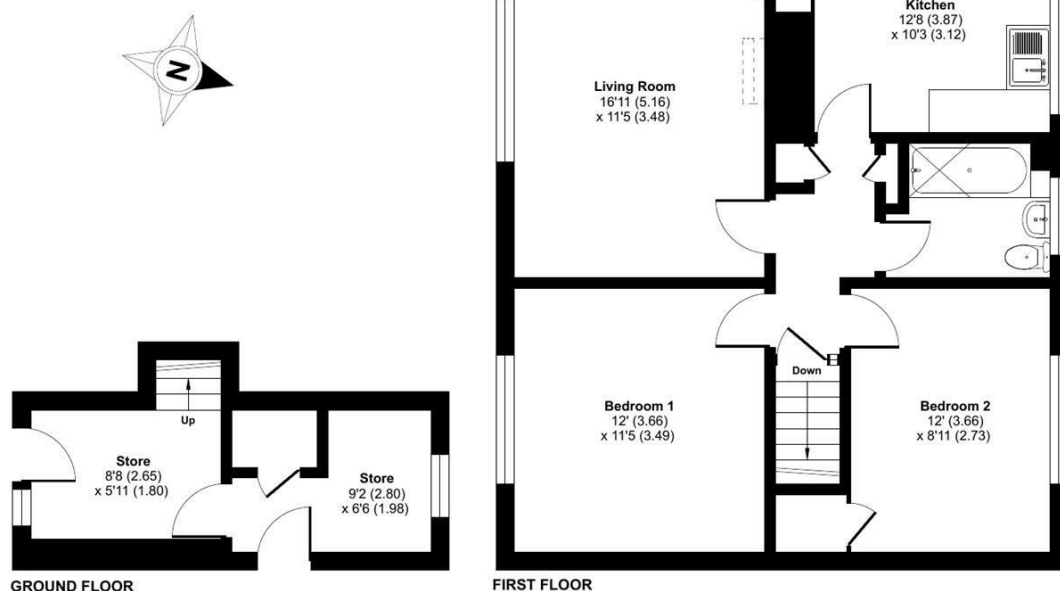 N
Kitchen
12'8 (3.87)
x 10'3 (3.12)
Living Room
16'11 (5.16)
x 11'5 (3.48)
Down
Bedroom 1
12' (3.66)
x 11'5 (3.49)
Bedroom 2
12' (3.66)
x 8'11 (2.73)
Up
Store
8'8 (2.65)
x 5'11 (1.80)
Store
9'2 (2.80)
x 6'6 (1.98)
GROUND FLOOR
FIRST FLOOR